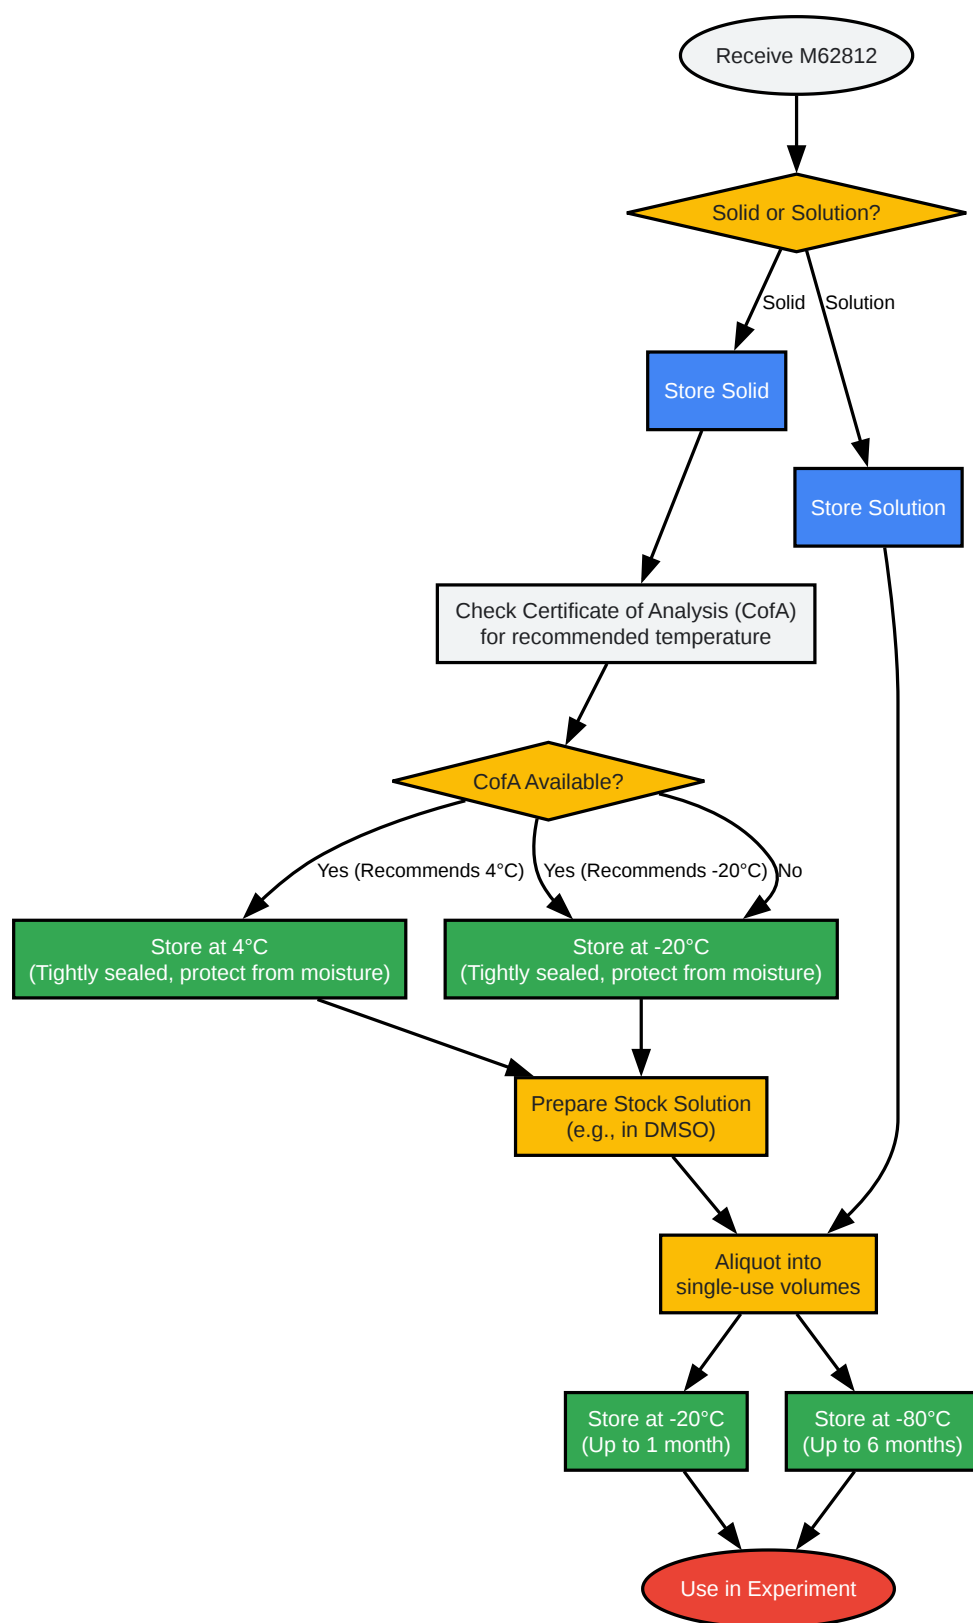 Receive M62812
Solid or Solution?
Solid
Solution
Store Solid
Store Solution
Check Certificate of Analysis (CofA)
for recommended temperature
CofA Available?
Yes (Recommends 4°C)
Yes (Recommends -20°C)
No
Store at 4°C
(Tightly sealed, protect from moisture)
Store at -20°C
(Tightly sealed, protect from moisture)
Prepare Stock Solution
(e.g., in DMSO)
Aliquot into
single-use volumes
Store at -20°C
(Up to 1 month)
Store at -80°C
(Up to 6 months)
Use in Experiment